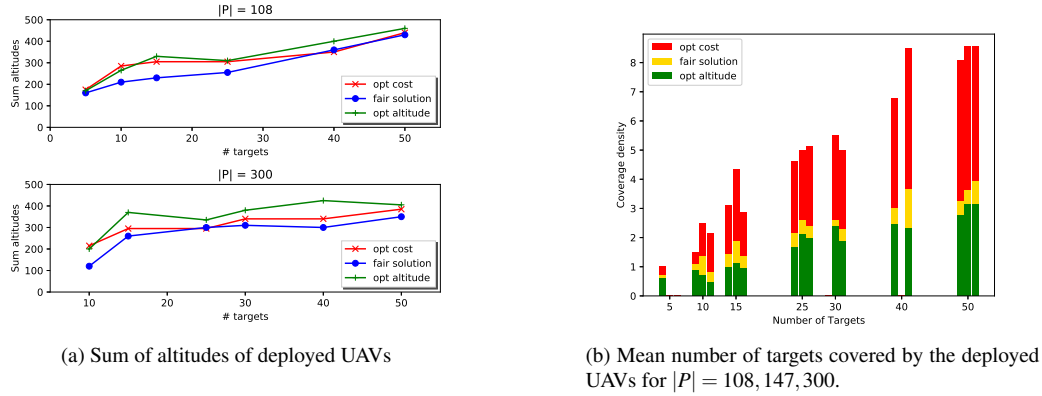 |P| = 108
500
400
300
200
100
0
Sum altitudes
opt cost
fair solution
opt altitude
0 10 20 30 40 50
# targets
|P| = 300
500
400
300
200
100
0
Sum altitudes
opt cost
fair solution
opt altitude
10 20 30 40 50
# targets
(a) Sum of altitudes of deployed UAVs
opt cost
fair solution
opt altitude
8
7
6
5
4
3
2
1
0
Coverage density
5 10 15 25 30 40 50
Number of Targets
(b) Mean number of targets covered by the deployed
UAVs for |P| = 108, 147, 300.